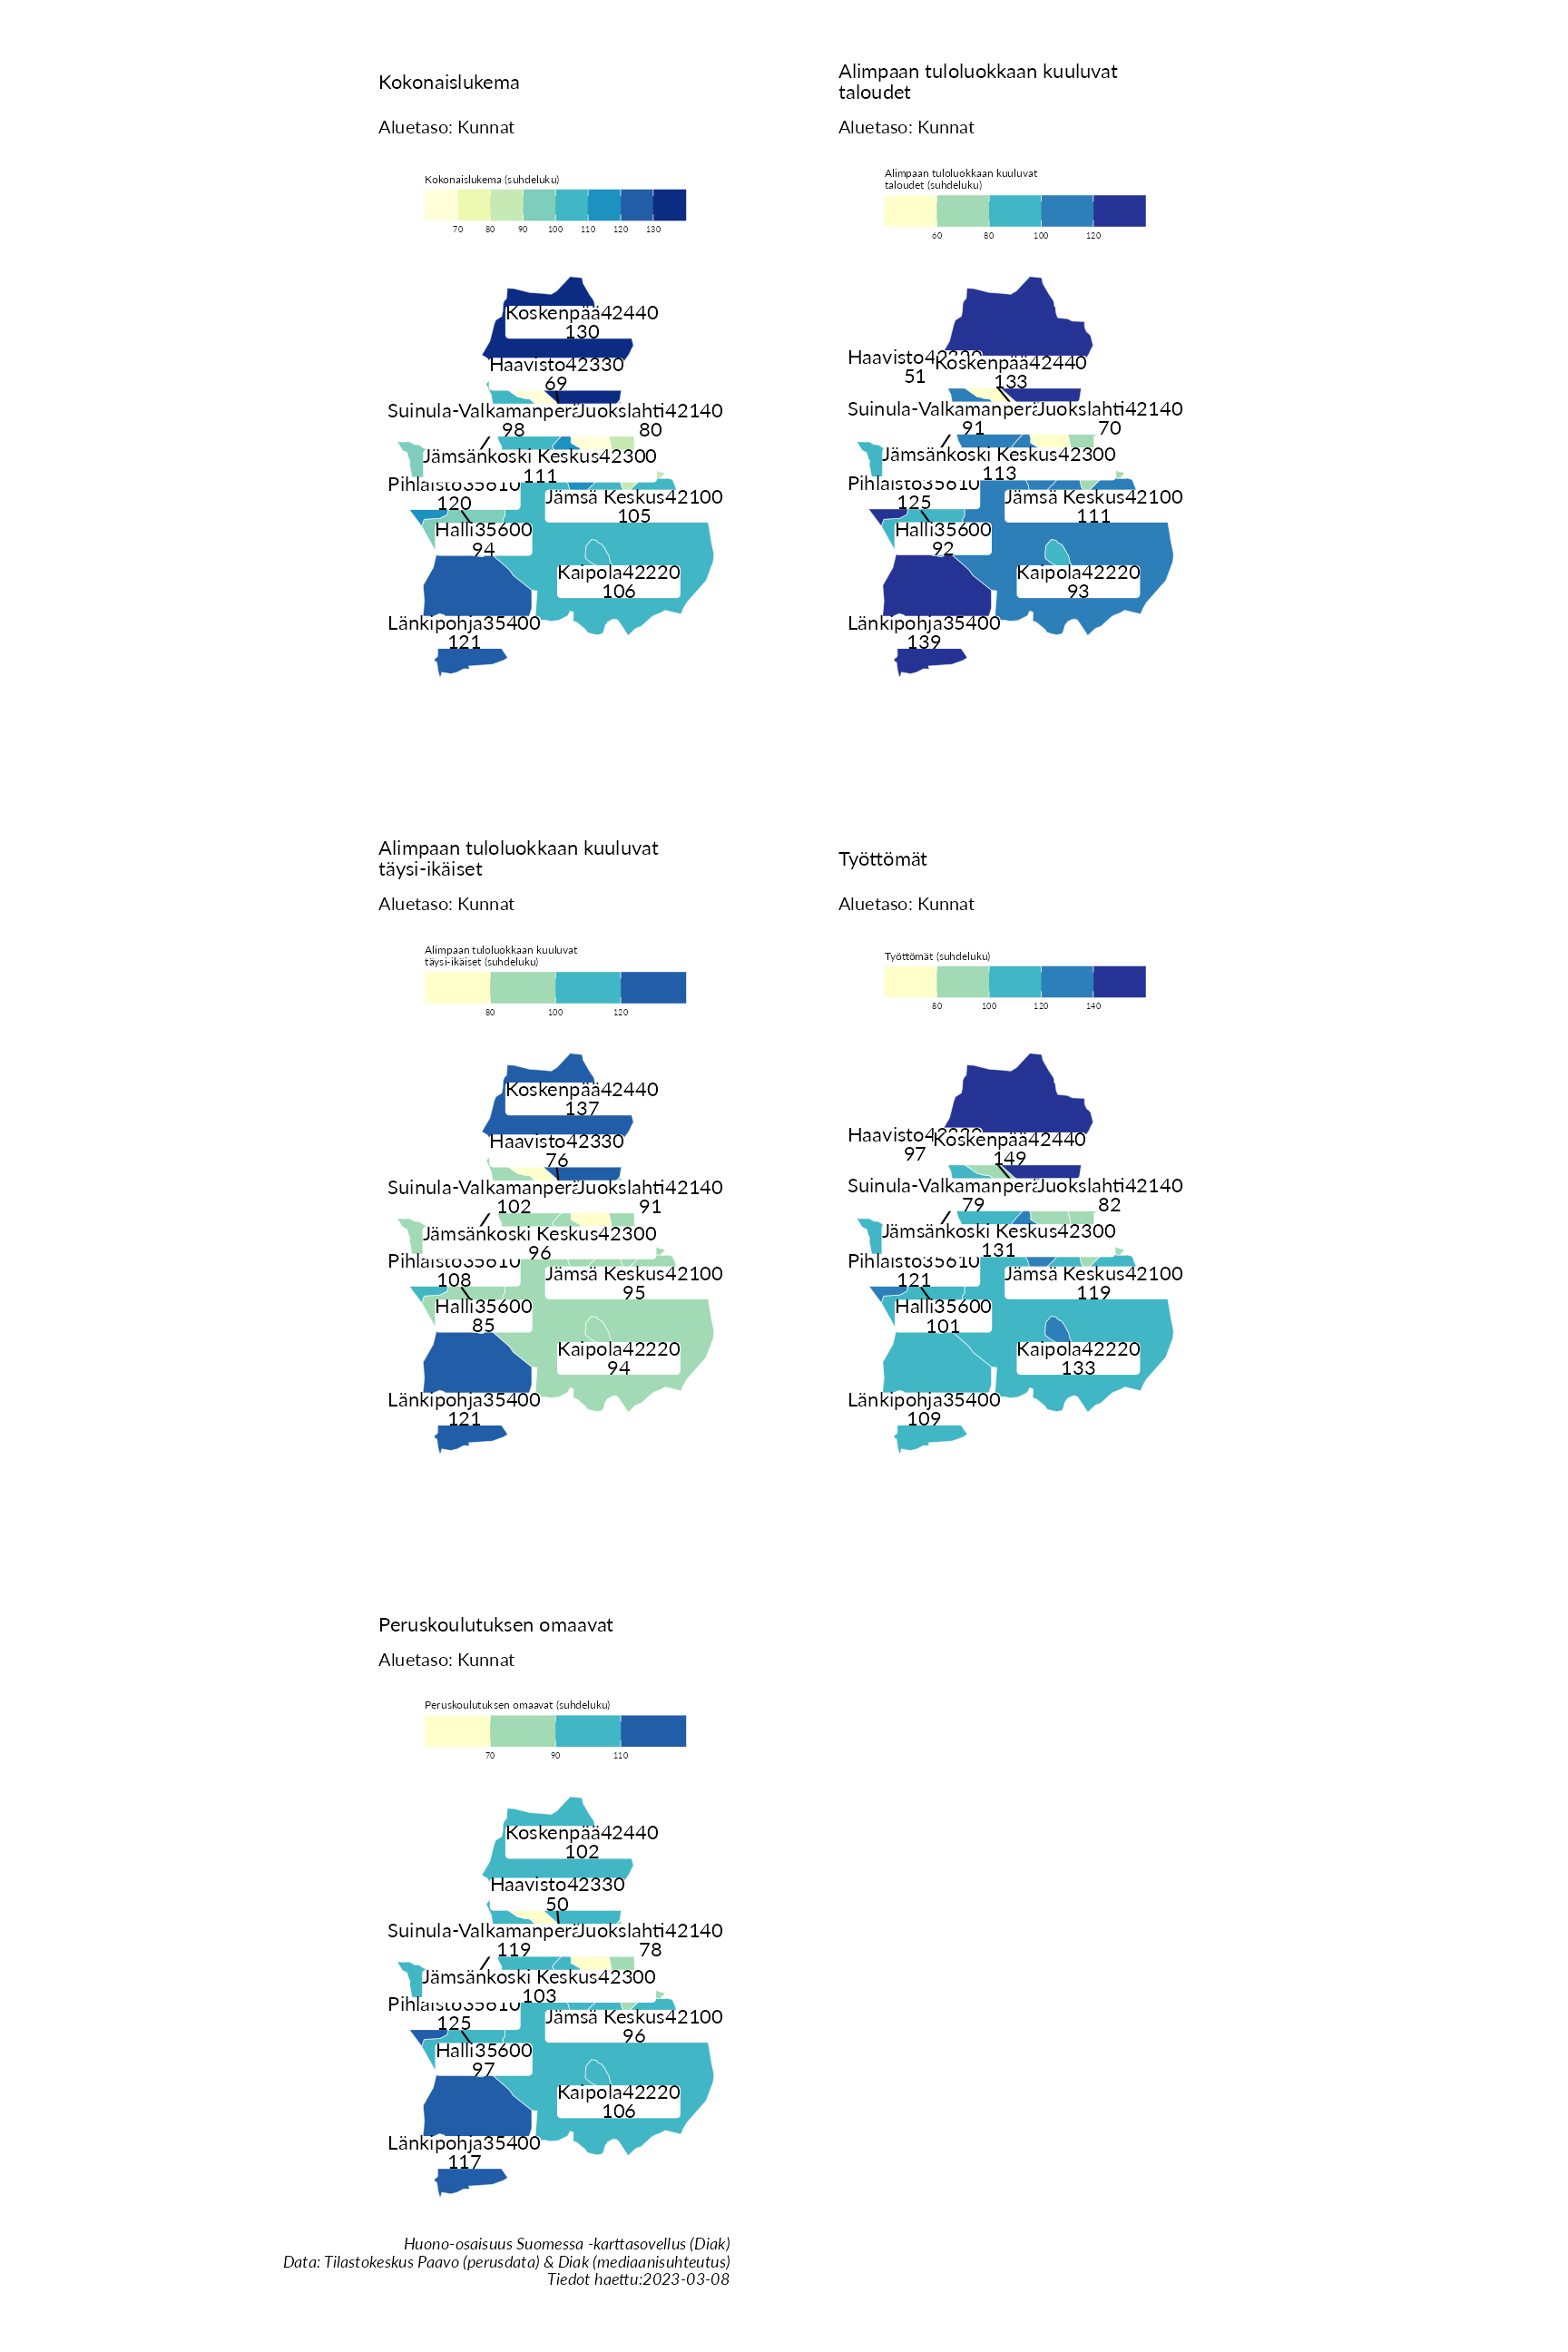 Kokonaislukema
Aluetaso: Kunnat
Kokonaislukema (suhdeluku)
70 80 90 100 110 120 130
Koskenpää42440
130
Haavisto42330
69
Suinula-Valkamanperä
98
Juokslahti42140
80
Jämsänkoski Keskus42300
111
Pihlaisto35610
120
Jämsä Keskus42100
105
Halli35600
94
Kaipola42220
106
Länkipohja35400
121
Alimpaan tuloluokkaan kuuluvat
taloudet
Aluetaso: Kunnat
Alimpaan tuloluokkaan kuuluvat
taloudet (suhdeluku)
60 80 100 120
Haavisto42330
51
Koskenpää42440
133
Suinula-Valkamanperä
91
Juokslahti42140
70
Jämsänkoski Keskus42300
113
Pihlaisto35610
125
Jämsä Keskus42100
111
Halli35600
92
Kaipola42220
93
Länkipohja35400
139
Alimpaan tuloluokkaan kuuluvat
täysi-ikäiset
Aluetaso: Kunnat
Alimpaan tuloluokkaan kuuluvat
täysi-ikäiset (suhdeluku)
80 100 120
Koskenpää42440
137
Haavisto42330
76
Suinula-Valkamanperä
102
Juokslahti42140
91
Jämsänkoski Keskus42300
96
Pihlaisto35610
108
Jämsä Keskus42100
95
Halli35600
85
Kaipola42220
94
Länkipohja35400
121
Työttömät
Aluetaso: Kunnat
Työttömät (suhdeluku)
80 100 120 140
Haavisto42330
97
Koskenpää42440
149
Suinula-Valkamanperä
79
Juokslahti42140
82
Jämsänkoski Keskus42300
131
Pihlaisto35610
121
Jämsä Keskus42100
119
Halli35600
101
Kaipola42220
133
Länkipohja35400
109
Peruskoulutuksen omaavat
Aluetaso: Kunnat
Peruskoulutuksen omaavat (suhdeluku)
70 90 110
Koskenpää42440
102
Haavisto42330
50
Suinula-Valkamanperä
119
Juokslahti42140
78
Jämsänkoski Keskus42300
103
Pihlaisto35610
125
Jämsä Keskus42100
96
Halli35600
97
Kaipola42220
106
Länkipohja35400
117
Huono-osaisuus Suomessa -karttasovellus (Diak)
Data: Tilastokeskus Paavo (perusdata) & Diak (mediaanisuhteutus)
Tiedot haettu:2023-03-08